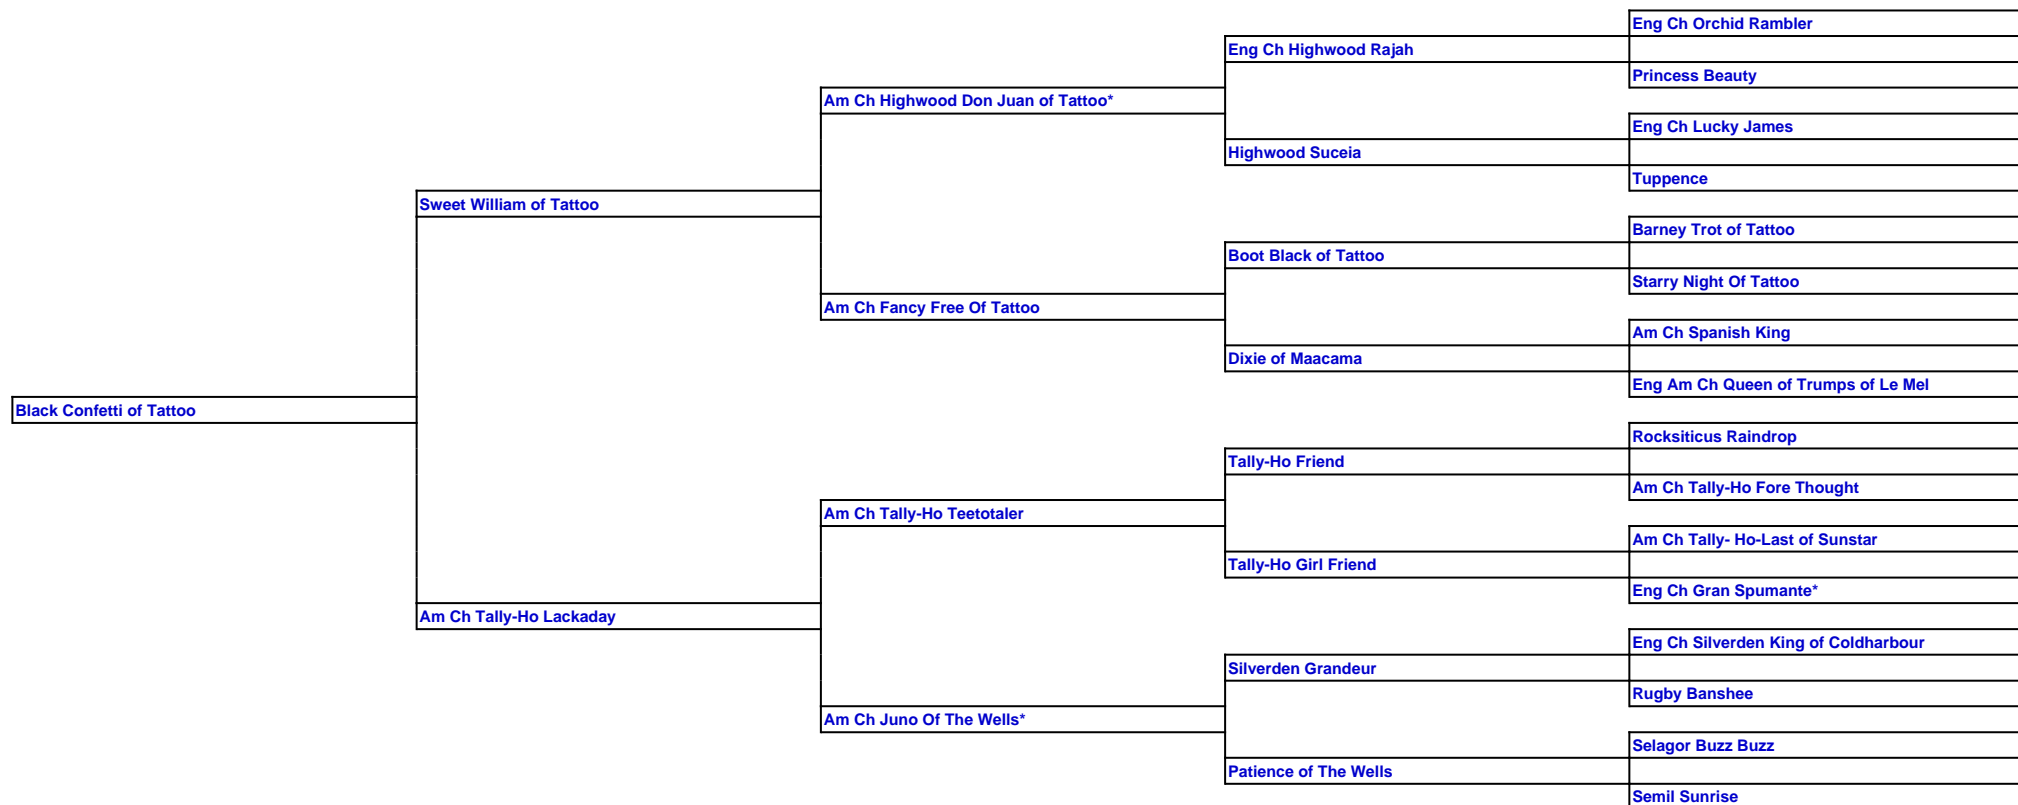 Eng Ch Orchid Rambler
Eng Ch Highwood Rajah
Princess Beauty
Am Ch Highwood Don Juan of Tattoo*
Eng Ch Lucky James
Highwood Suceia
Tuppence
Sweet William of Tattoo
Barney Trot of Tattoo
Boot Black of Tattoo
Starry Night Of Tattoo
Am Ch Fancy Free Of Tattoo
Am Ch Spanish King
Dixie of Maacama
Eng Am Ch Queen of Trumps of Le Mel
Black Confetti of Tattoo
Rocksiticus Raindrop
Tally-Ho Friend
Am Ch Tally-Ho Fore Thought
Am Ch Tally-Ho Teetotaler
Am Ch Tally- Ho-Last of Sunstar
Tally-Ho Girl Friend
Eng Ch Gran Spumante*
Am Ch Tally-Ho Lackaday
Eng Ch Silverden King of Coldharbour
Silverden Grandeur
Rugby Banshee
Am Ch Juno Of The Wells*
Selagor Buzz Buzz
Patience of The Wells
Semil Sunrise